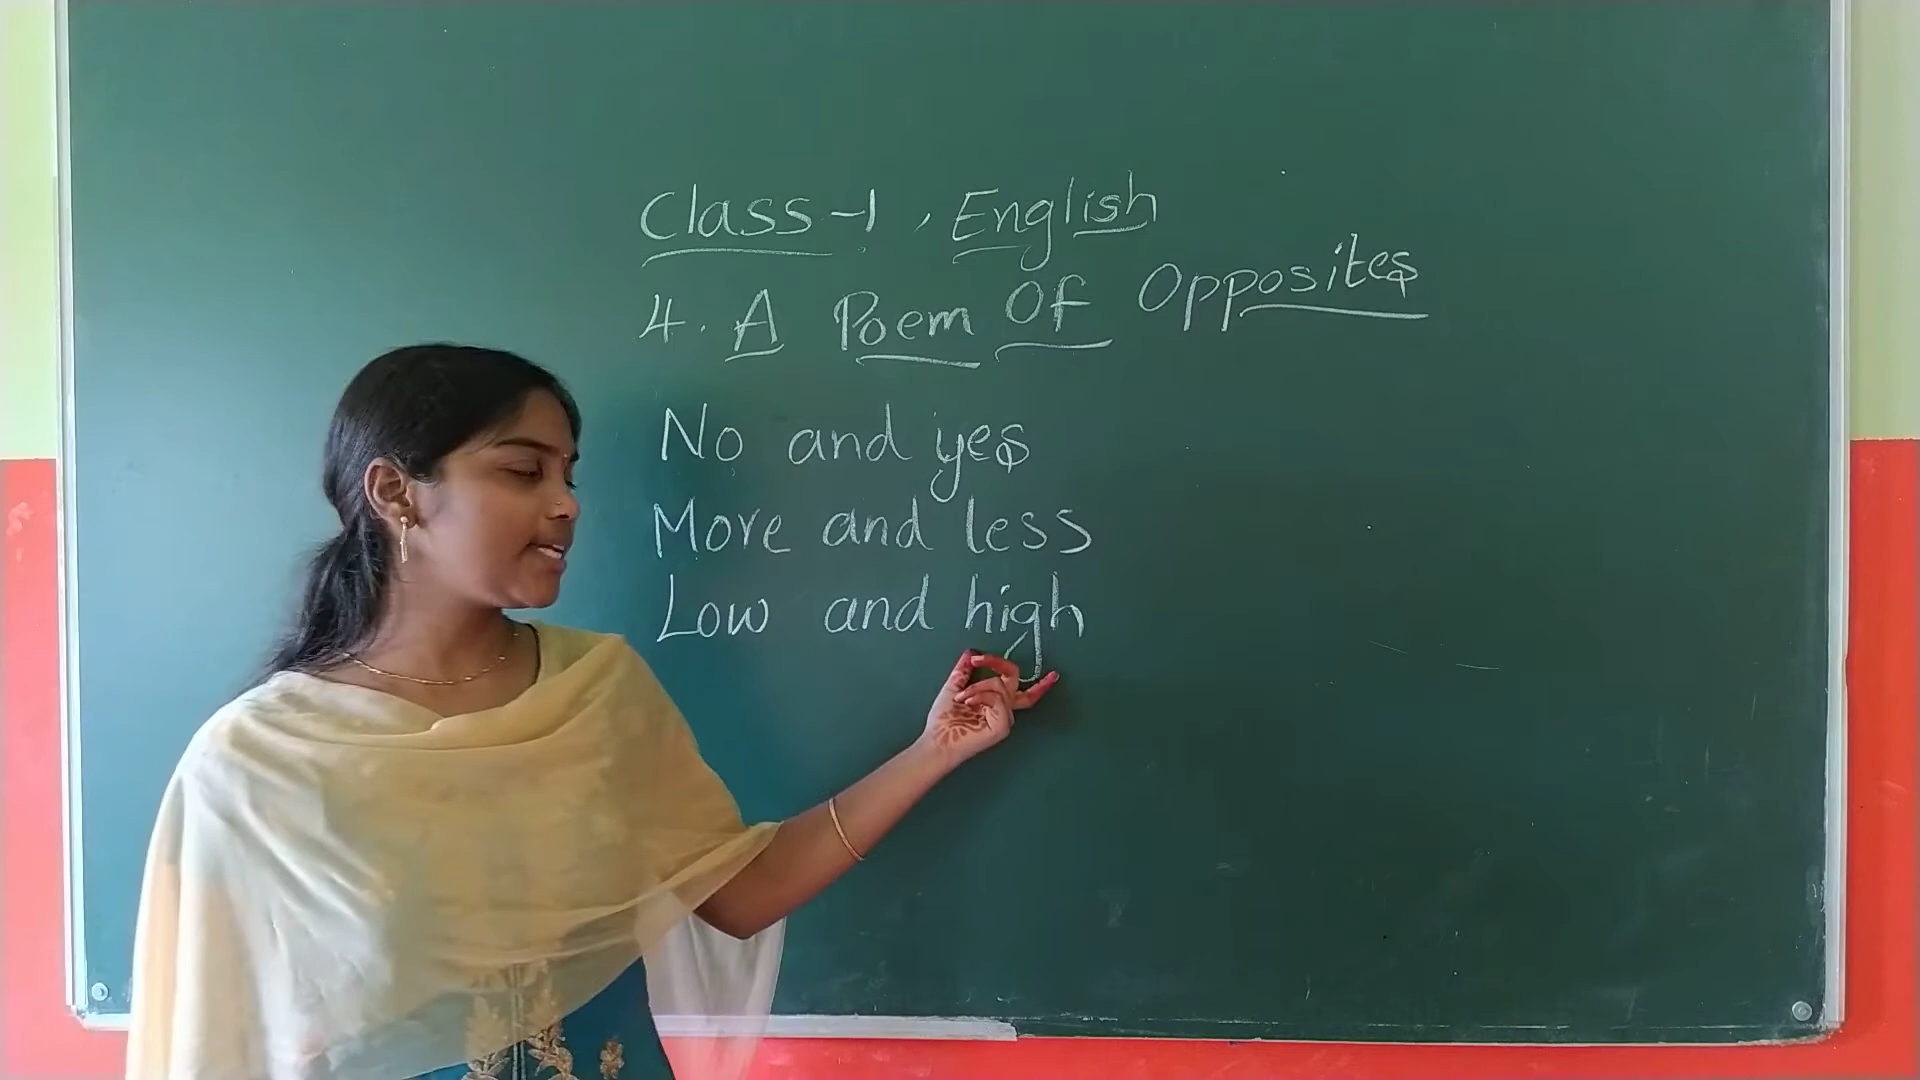 Class-1, English
4. A Poem Of Opposites
No and yes
More and less
Low and high